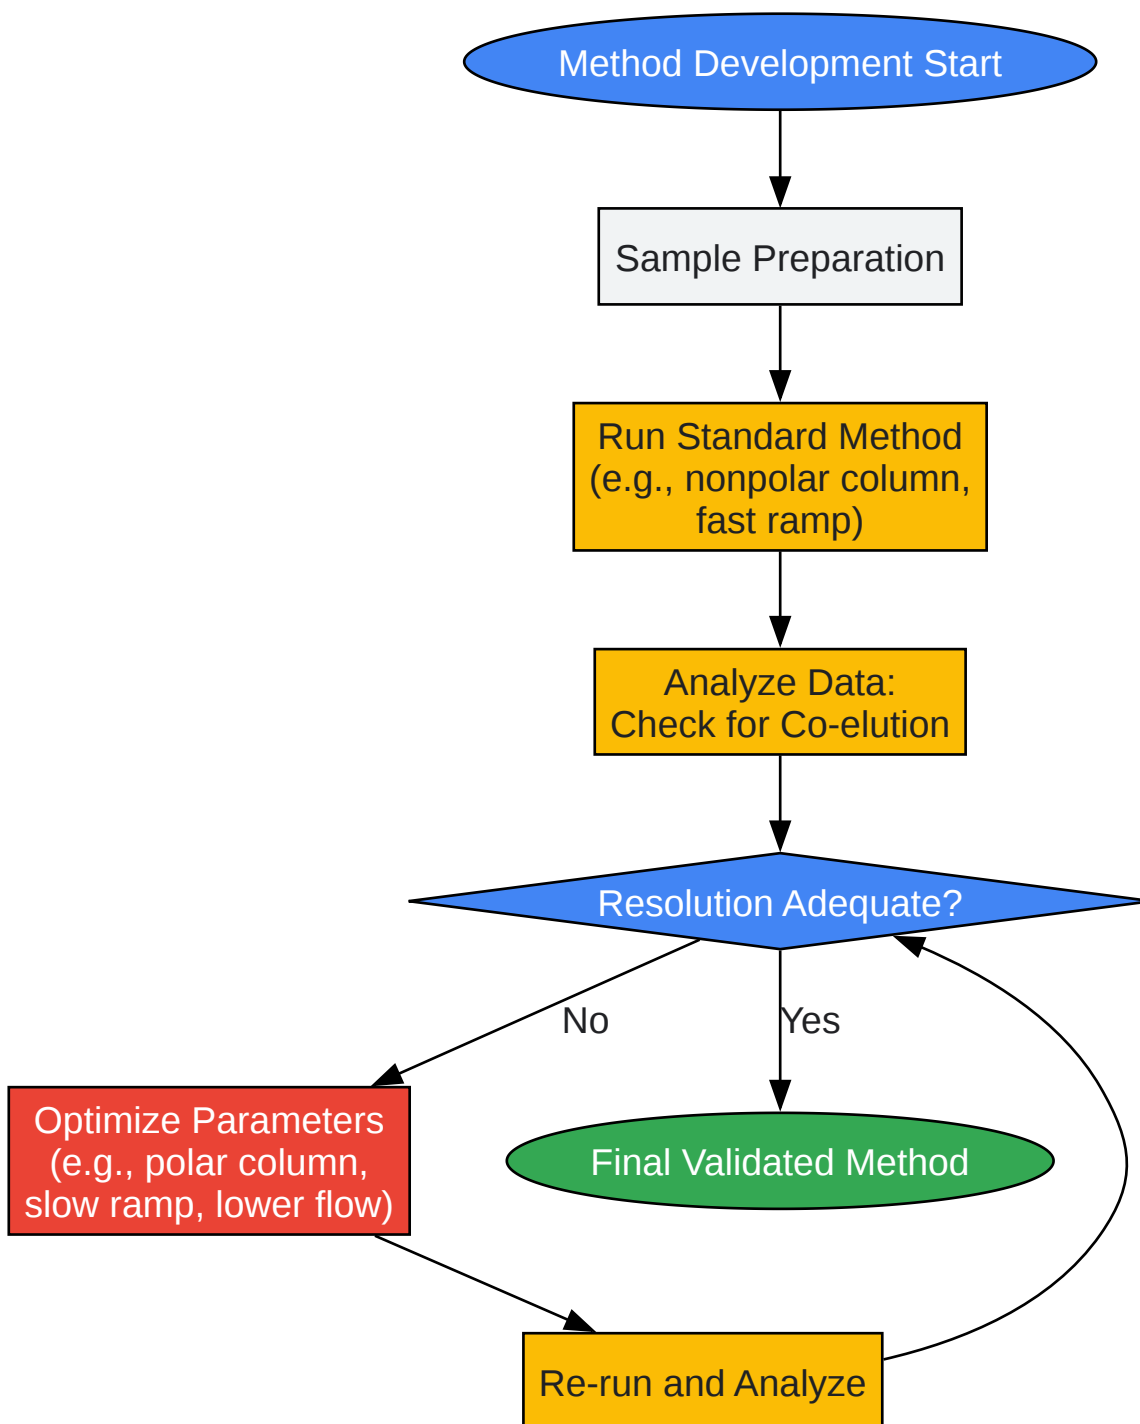 Method Development Start
Sample Preparation
Run Standard Method
(e.g., nonpolar column,
fast ramp)
Analyze Data:
Check for Co-elution
Resolution Adequate?
No
Yes
Optimize Parameters
(e.g., polar column,
slow ramp, lower flow)
Final Validated Method
Re-run and Analyze